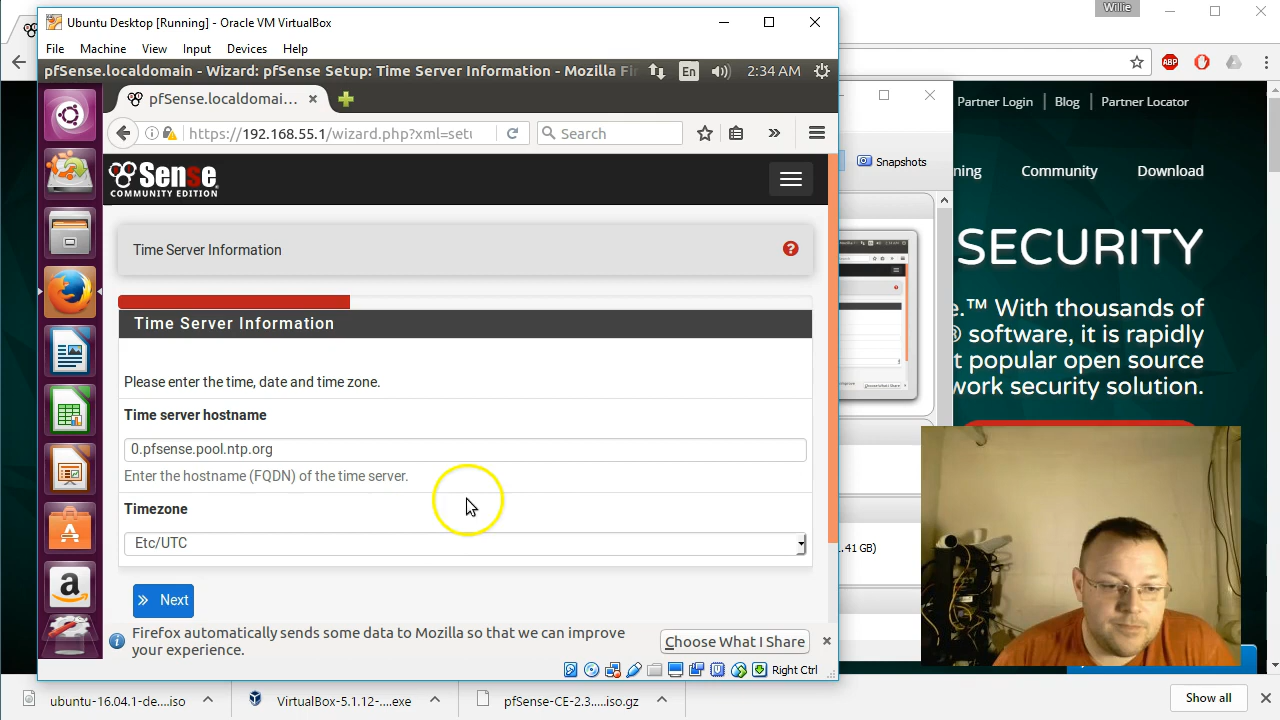 Willie
Ubuntu Desktop [Running] - Oracle VM VirtualBox
File Machine View Input Devices Help
pfSense.localdomain - Wizard: pfSense Setup: Time Server Information - Mozilla Fir
En
2:34 AM
pfSense.localdomai...
https://192.168.55.1/wizard.php?xml=setu
Search
ABP
Partner Login | Blog | Partner Locator
Sense
COMMUNITY EDITION
Snapshots
ning Community Download
Time Server Information
SECURITY
Time Server Information
e.™ With thousands of
® software, it is rapidly
t popular open source
work security solution.
Please enter the time, date and time zone.
Time server hostname
0.pfsense.pool.ntp.org
Enter the hostname (FQDN) of the time server.
Timezone
Etc/UTC
.41 GB)
Next
Firefox automatically sends some data to Mozilla so that we can improve
your experience.
Choose What I Share
Right Ctrl
ubuntu-16.04.1-de....iso
VirtualBox-5.1.12-....exe
pfSense-CE-2.3.....iso.gz
Show all